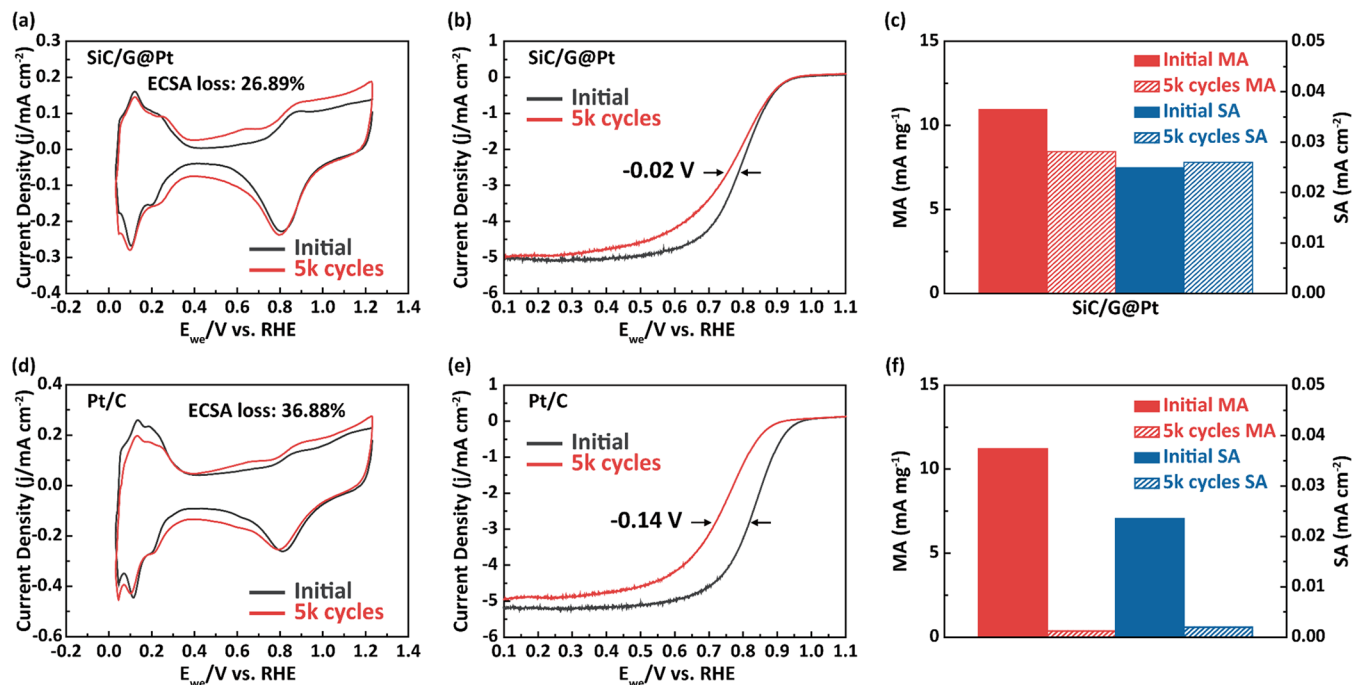 (a)
SiC/G@Pt
ECSA loss: 26.89%
Initial
5k cycles
Current Density (j/mA cm⁻²)
0.3
0.2
0.1
0.0
-0.1
-0.2
-0.3
-0.4
-0.2
0.0
0.2
0.4
0.6
0.8
1.0
1.2
1.4
E_we/V vs. RHE
(b)
SiC/G@Pt
Initial
5k cycles
-0.02 V
Current Density (j/mA cm⁻²)
1
0
-1
-2
-3
-4
-5
-6
0.1
0.2
0.3
0.4
0.5
0.6
0.7
0.8
0.9
1.0
1.1
E_we/V vs. RHE
(c)
Initial MA
5k cycles MA
Initial SA
5k cycles SA
MA (mA mg⁻¹)
15
10
5
0
SA (mA cm⁻²)
0.05
0.04
0.03
0.02
0.01
0.00
SiC/G@Pt
(d)
Pt/C
ECSA loss: 36.88%
Initial
5k cycles
Current Density (j/mA cm⁻²)
0.4
0.2
0.0
-0.2
-0.4
-0.6
-0.2
0.0
0.2
0.4
0.6
0.8
1.0
1.2
1.4
E_we/V vs. RHE
(e)
Pt/C
Initial
5k cycles
-0.14 V
Current Density (j/mA cm⁻²)
1
0
-1
-2
-3
-4
-5
-6
0.1
0.2
0.3
0.4
0.5
0.6
0.7
0.8
0.9
1.0
1.1
E_we/V vs. RHE
(f)
Initial MA
5k cycles MA
Initial SA
5k cycles SA
MA (mA mg⁻¹)
15
10
5
0
SA (mA cm⁻²)
0.05
0.04
0.03
0.02
0.01
0.00